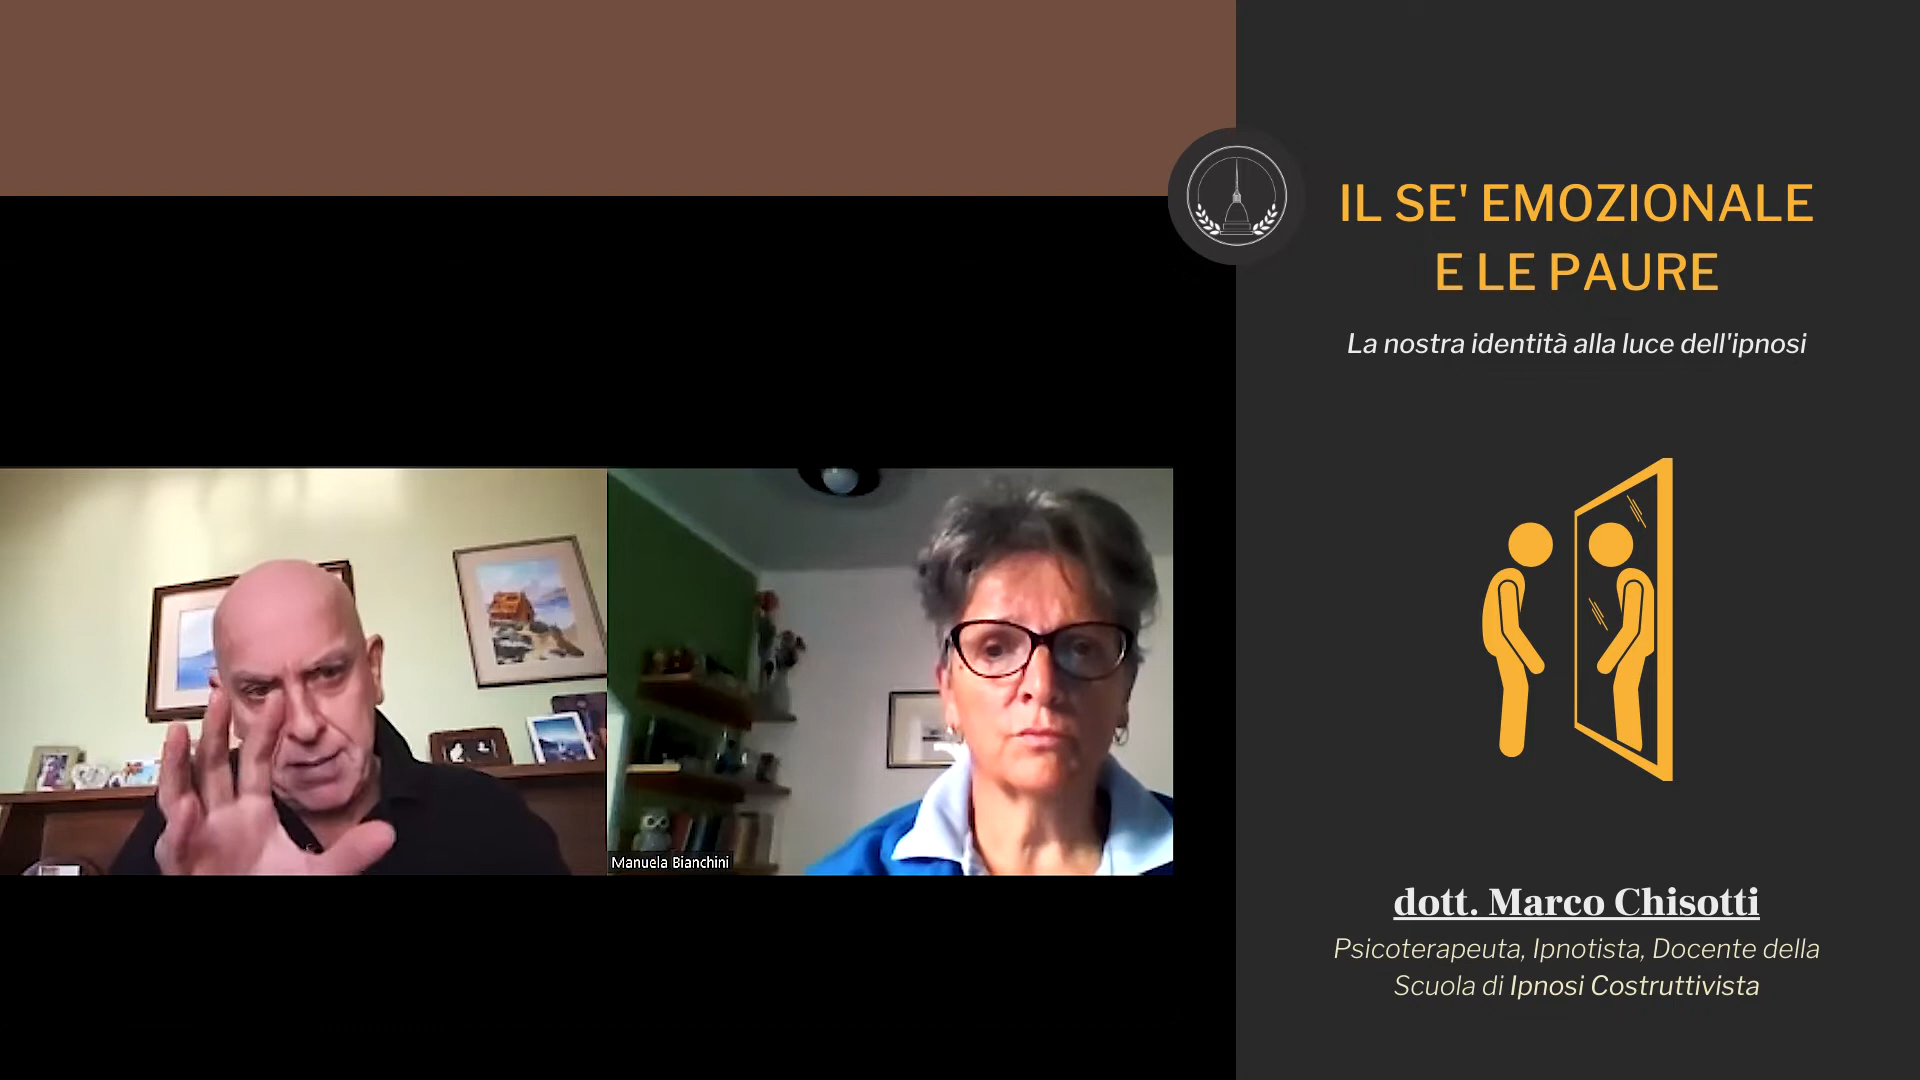 IL SE' EMOZIONALE
E LE PAURE
La nostra identità alla luce dell'ipnosi
Manuela Bianchini
dott. Marco Chisotti
Psicoterapeuta, Ipnotista, Docente della
Scuola di Ipnosi Costruttivista